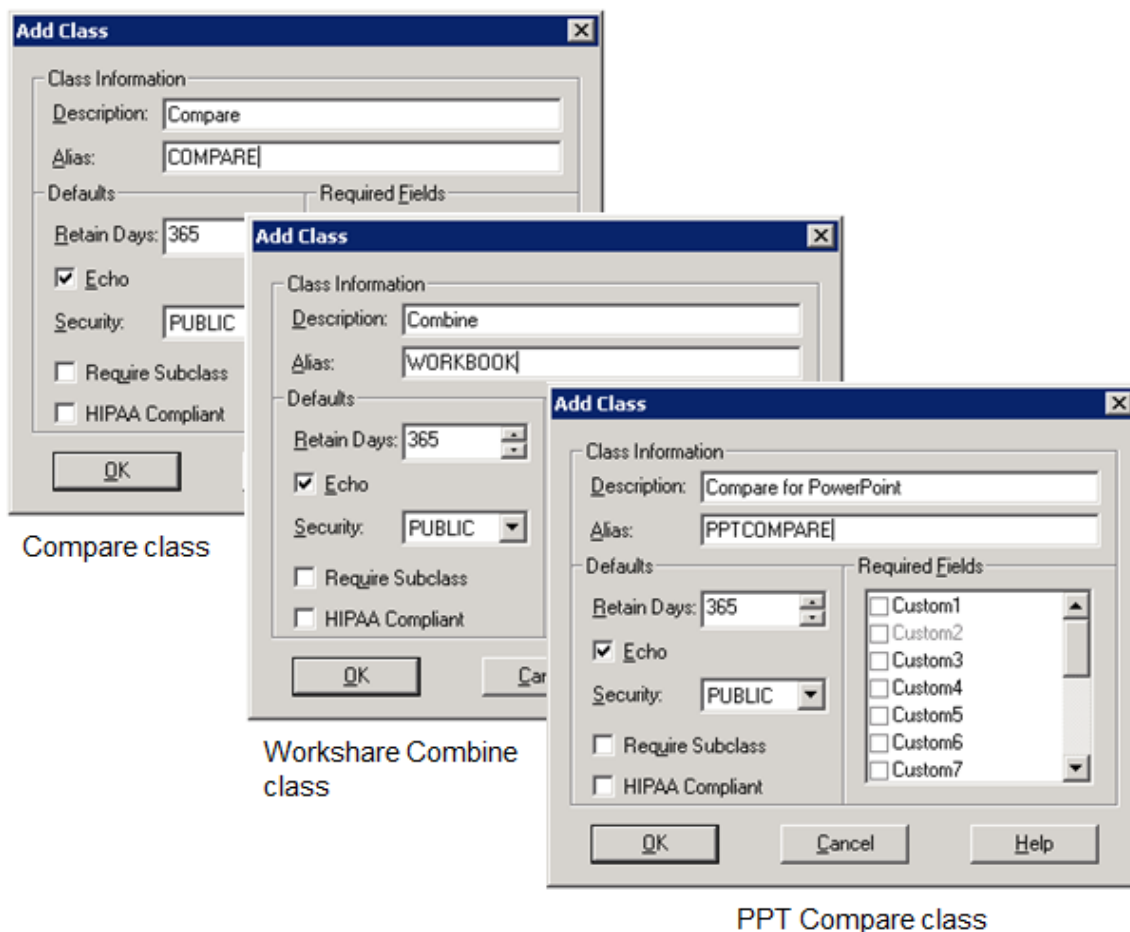 Add Class
Class Information
Description: Compare
Alias: COMPARE
Defaults
Required Fields
Retain Days: 365
Echo
Security: PUBLIC
Require Subclass
HIPAA Compliant
OK
Compare class
Add Class
Class Information
Description: Combine
Alias: WORKBOOK
Defaults
Retain Days: 365
Echo
Security: PUBLIC
Require Subclass
HIPAA Compliant
OK Car
Workshare Combine
class
Add Class
Class Information
Description: Compare for PowerPoint
Alias: PPTCOMPARE
Defaults
Required Fields
Retain Days: 365
Echo
Security: PUBLIC
Require Subclass
HIPAA Compliant
Custom1
Custom2
Custom3
Custom4
Custom5
Custom6
Custom7
OK Cancel Help
PPT Compare class